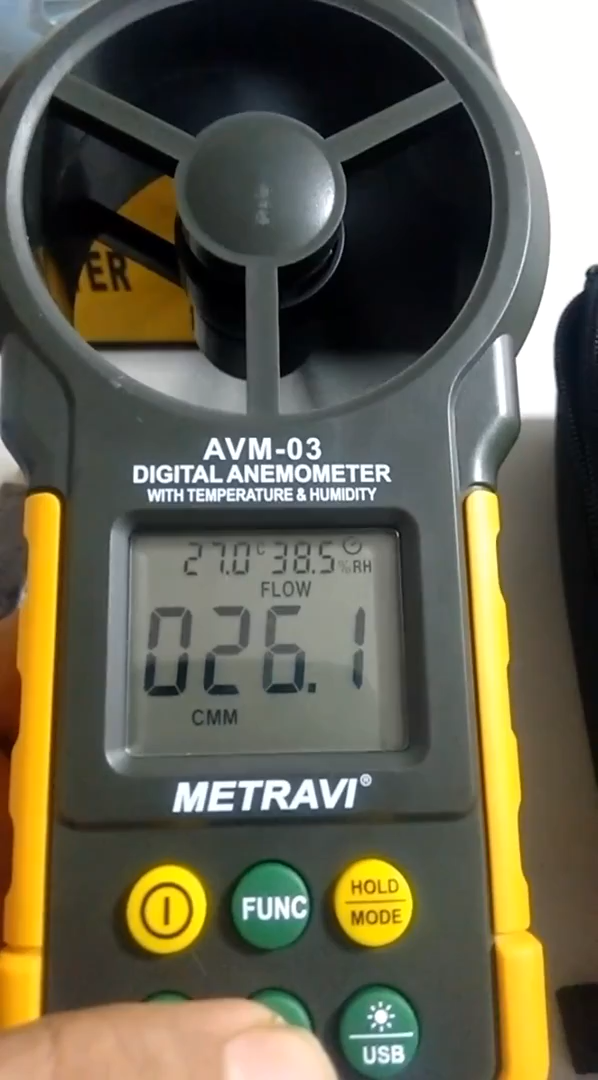 TER
AVM-03
DIGITAL ANEMOMETER
WITH TEMPERATURE & HUMIDITY
27.0°C 38.5%RH
FLOW
026.1
CMM
METRAVI®
FUNC
HOLD
MODE
USB